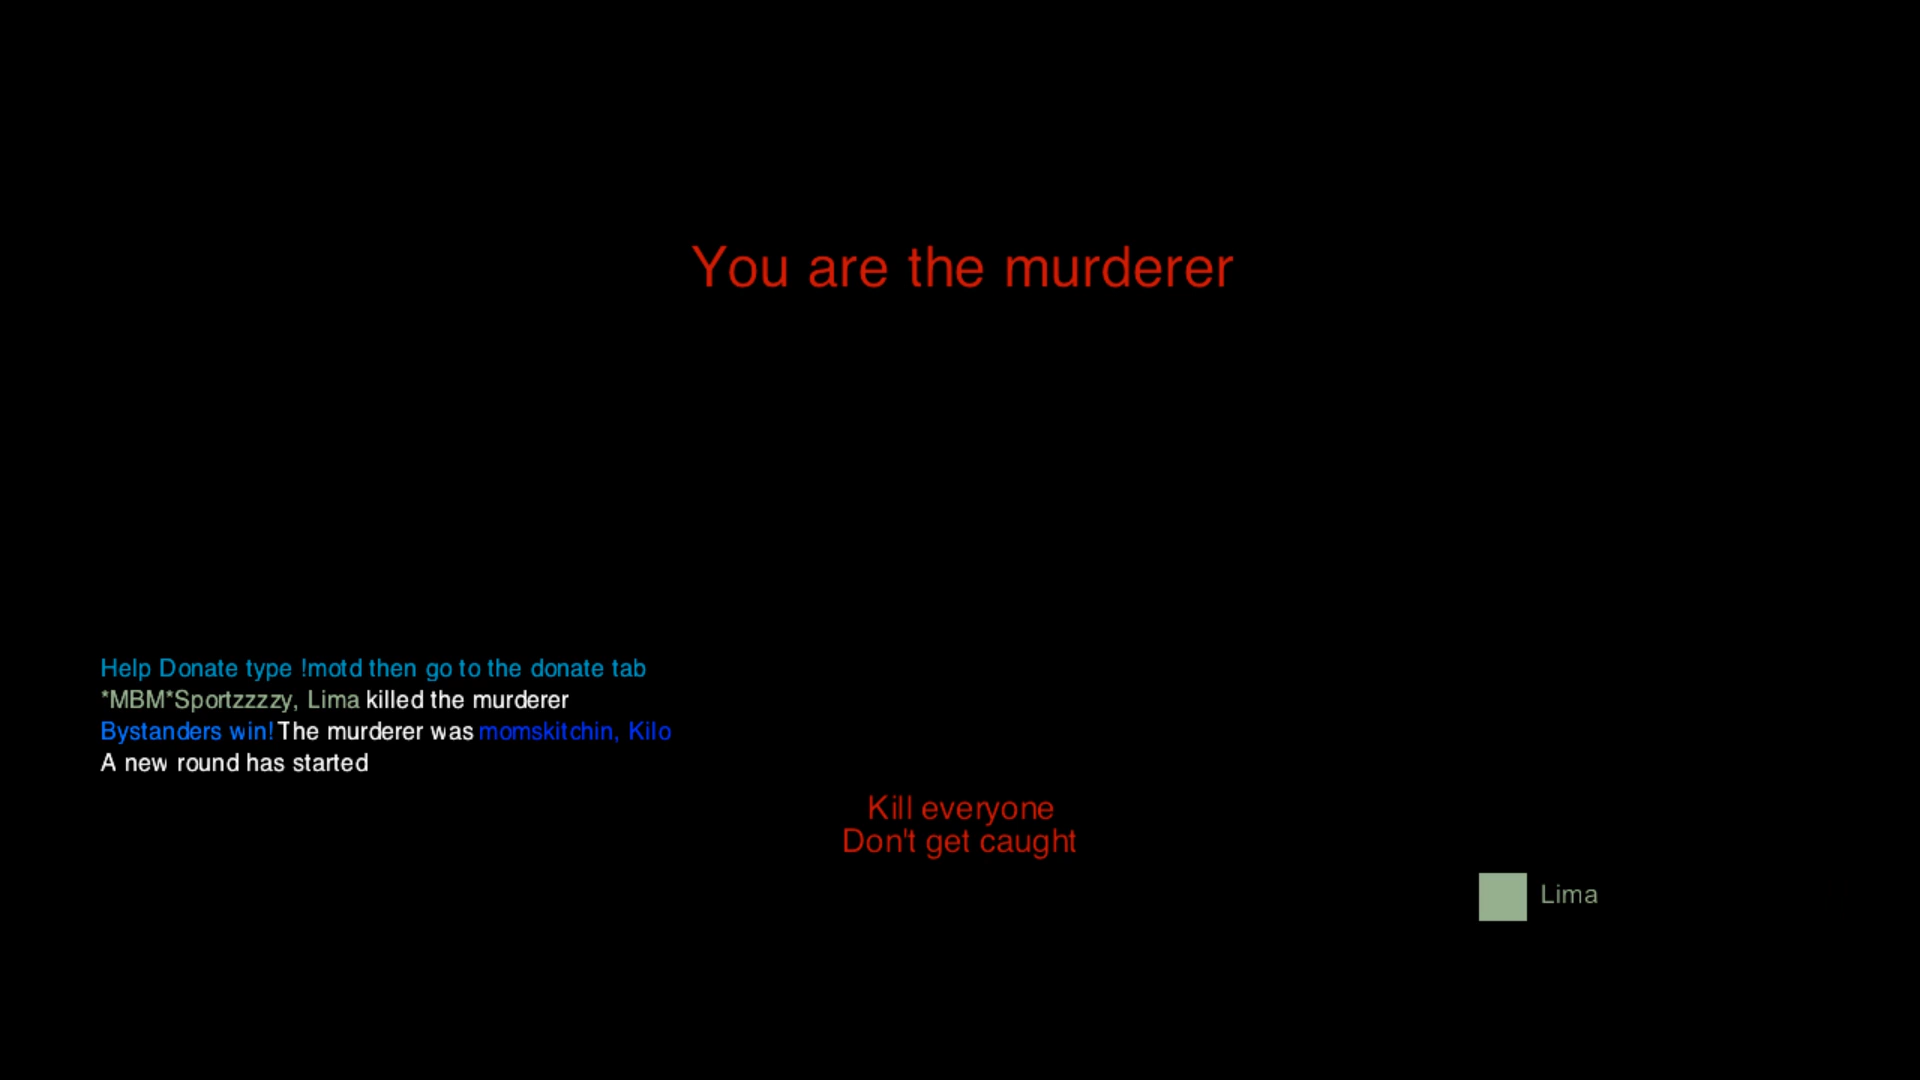 You are the murderer
Help Donate type !motd then go to the donate tab
*MBM*Sportzzzzy, Lima killed the murderer
Bystanders win! The murderer was momskitchin, Kilo
A new round has started
Kill everyone
Don't get caught
Lima